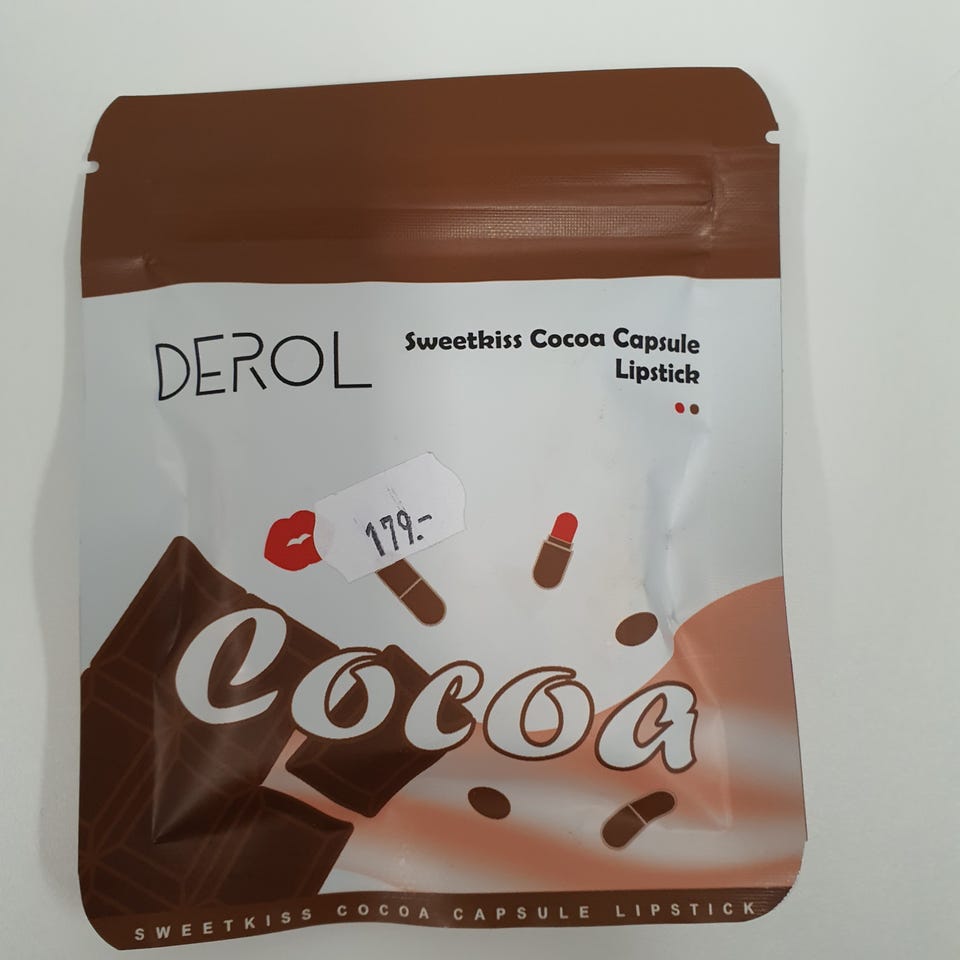 DEROL
Sweetkiss Cocoa Capsule
Lipstick
179.-
Cocoa
SWEETKISS COCOA CAPSULE LIPSTICK